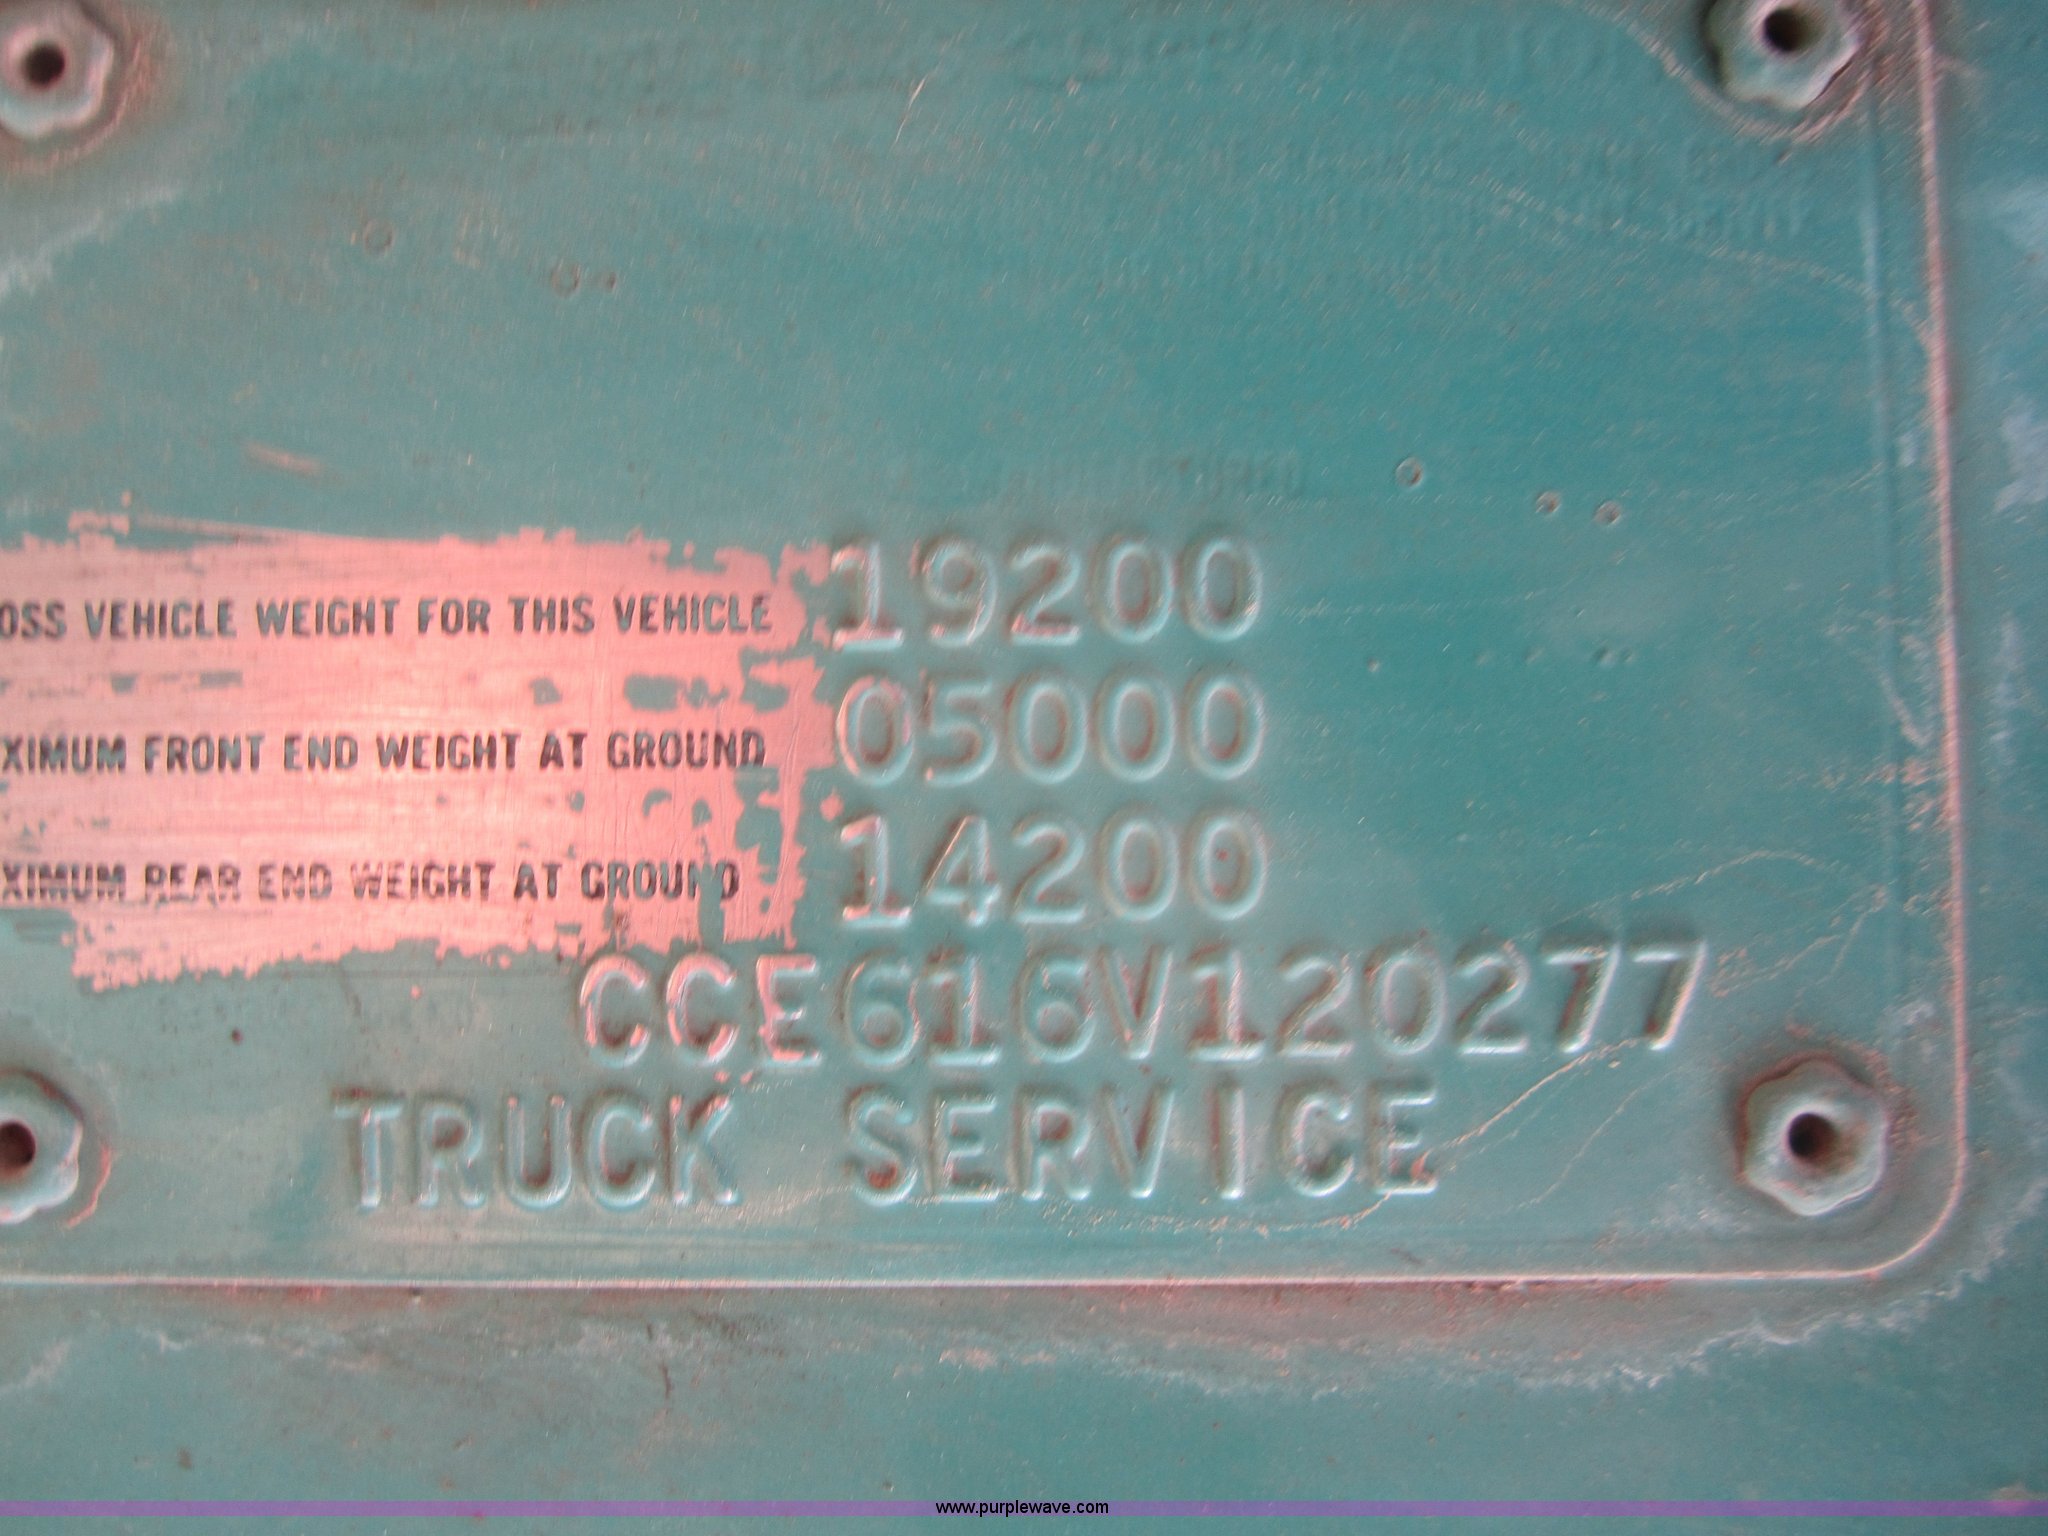 OSS VEHICLE WEIGHT FOR THIS VEHICLE 19200
XIMUM FRONT END WEIGHT AT GROUND 05000
XIMUM REAR END WEIGHT AT GROUND 14200
CCE616V120277
TRUCK SERVICE
www.purplewave.com